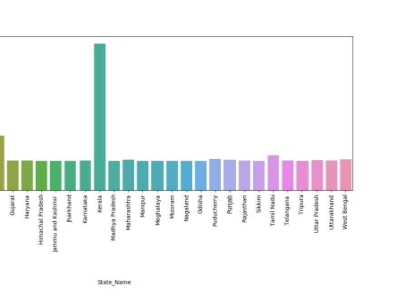 Gujarat
Haryana
Himachal Pradesh
Jammu and Kashmir
Jharkhand
Karnataka
Kerala
Madhya Pradesh
Maharashtra
Manipur
Meghalaya
Mizoram
Nagaland
Odisha
Puducherry
Punjab
Rajasthan
Sikkim
Tamil Nadu
Telangana
Tripura
Uttar Pradesh
Uttarakhand
West Bengal
State_Name